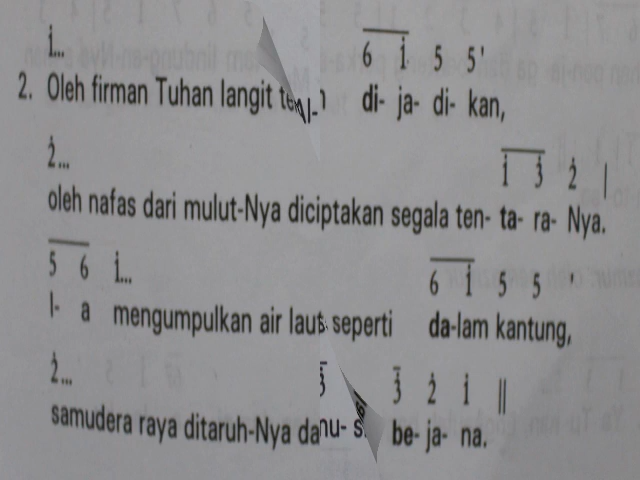 1̇... 6 1̇ 5 5'
2. Oleh firman Tuhan langit di- ja- di- kan,
2̇... 1̇ 3̇ 2̇ |
oleh nafas dari mulut-Nya diciptakan segala ten- ta- ra- Nya.
5 6 1̇... 6 1̇ 5 5 '
I- a mengumpulkan air laut seperti da-lam kantung,
2̇... 3̇ 3̇ 2̇ 1̇ ||
samudera raya ditaruh-Nya be- ja- na.